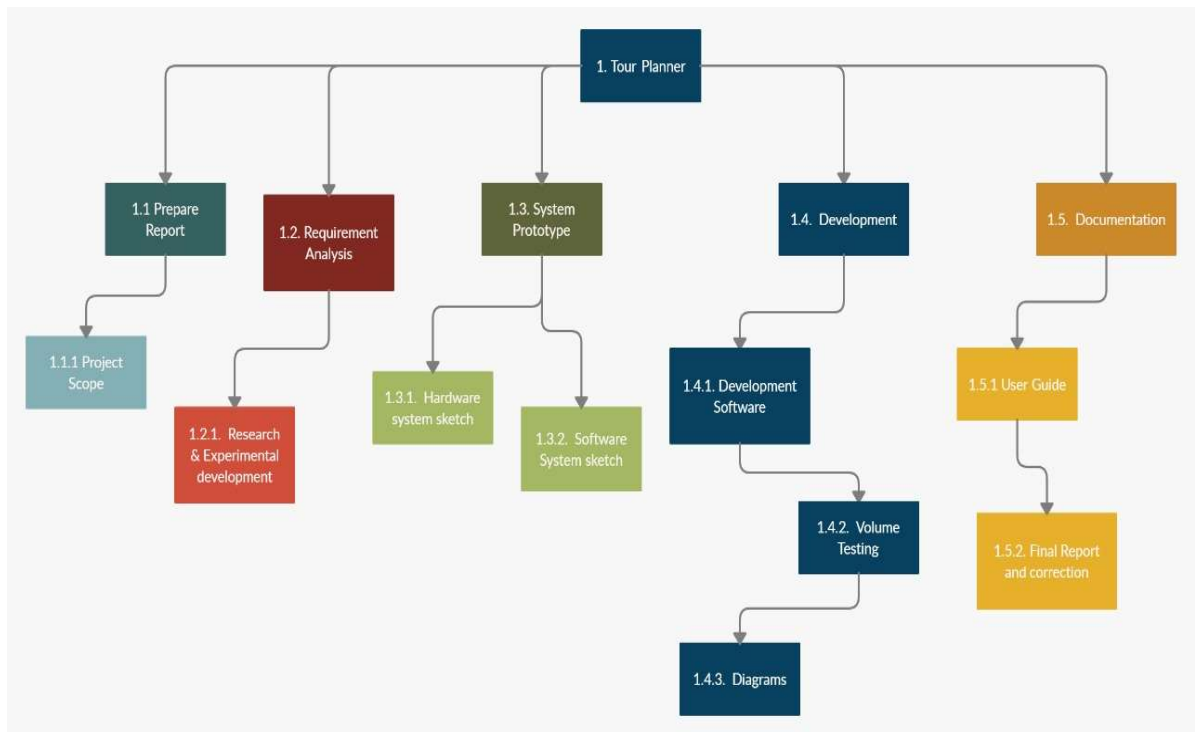 1. Tour Planner
1.1 Prepare
Report
1.2. Requirement
Analysis
1.3. System
Prototype
1.4. Development
1.5. Documentation
1.1.1 Project
Scope
1.2.1. Research
& Experimental
development
1.3.1. Hardware
system sketch
1.3.2. Software
System sketch
1.4.1. Development
Software
1.4.2. Volume
Testing
1.4.3. Diagrams
1.5.1 User Guide
1.5.2. Final Report
and correction